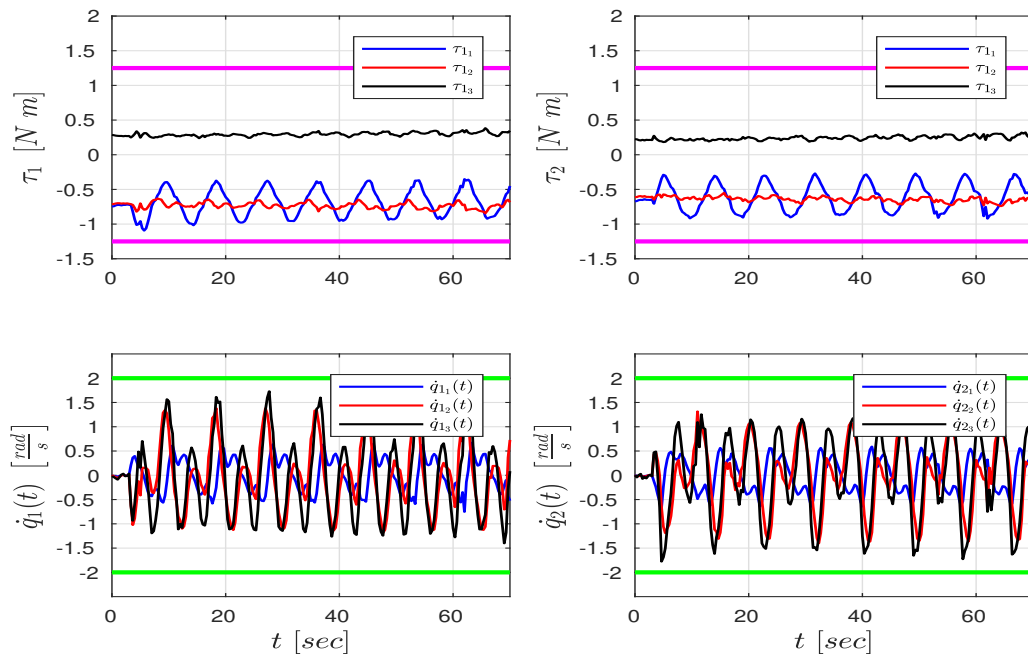 2
1.5
1
0.5
0
-0.5
-1
-1.5
τ₁ [N m]
τ₁₁
τ₁₂
τ₁₃
0 20 40 60
2
1.5
1
0.5
0
-0.5
-1
-1.5
τ₂ [N m]
τ₁₁
τ₁₂
τ₁₃
0 20 40 60
2
1.5
1
0.5
0
-0.5
-1
-1.5
-2
q̇₁(t) [rad/s]
q̇₁₁(t)
q̇₁₂(t)
q̇₁₃(t)
0 20 40 60
t [sec]
2
1.5
1
0.5
0
-0.5
-1
-1.5
-2
q̇₂(t) [rad/s]
q̇₂₁(t)
q̇₂₂(t)
q̇₂₃(t)
0 20 40 60
t [sec]